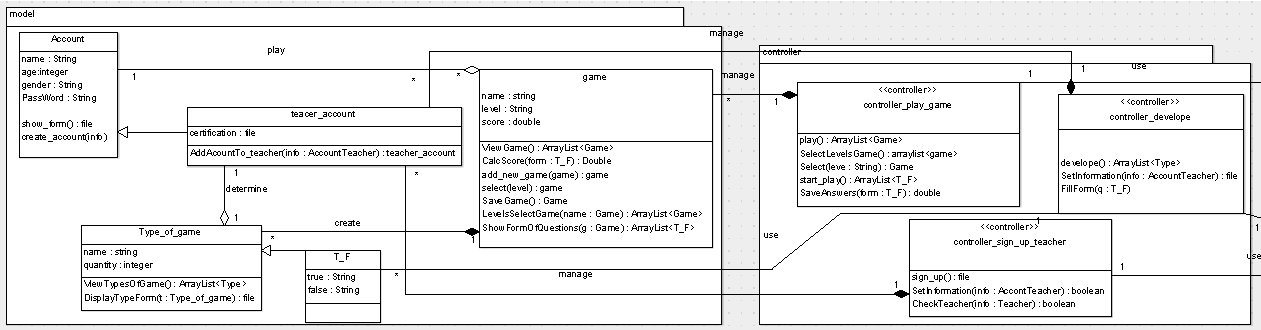 model
Account
name : String
age:integer
gender : String
PassWord : String
show_form() : file
create_account(info)
play
1
*
*
manage
teacer_account
certification : file
AddAcountTo_teacher(info : AccountTeacher) : teacher_account
1
*
determine
1
Type_of_game
name : string
quantity : integer
ViewTypesOfGame() : ArrayList<Type>
DisplayTypeForm(t : Type_of_game) : file
*
create
1
T_F
true : String
false : String
*
manage
game
name : string
level : String
score : double
ViewGame() : ArrayList<Game>
CalcScore(form : T_F) : Double
add_new_game(game) : game
select(level) : game
SaveGame() : Game
LevelsSelectGame(name : Game) : ArrayList<Game>
ShowFormOfQuestions(g : Game) : ArrayList<T_F>
manage
*
1
controller
<<controller>>
controller_play_game
play() : ArrayList<Game>
SelectLevelsGame() : arraylist<game>
Select(leve : String) : Game
start_play() : ArrayList<T_F>
SaveAnswers(form : T_F) : double
1
1
use
<<controller>>
controller_develope
develope() : ArrayList<Type>
SetInformation(info : AccountTeacher) : file
FillForm(q : T_F)
use
1
<<controller>>
controller_sign_up_teacher
sign_up() : file
SetInformation(info : AccontTeacher) : boolean
CheckTeacher(info : Teacher) : boolean
1
1
1
use